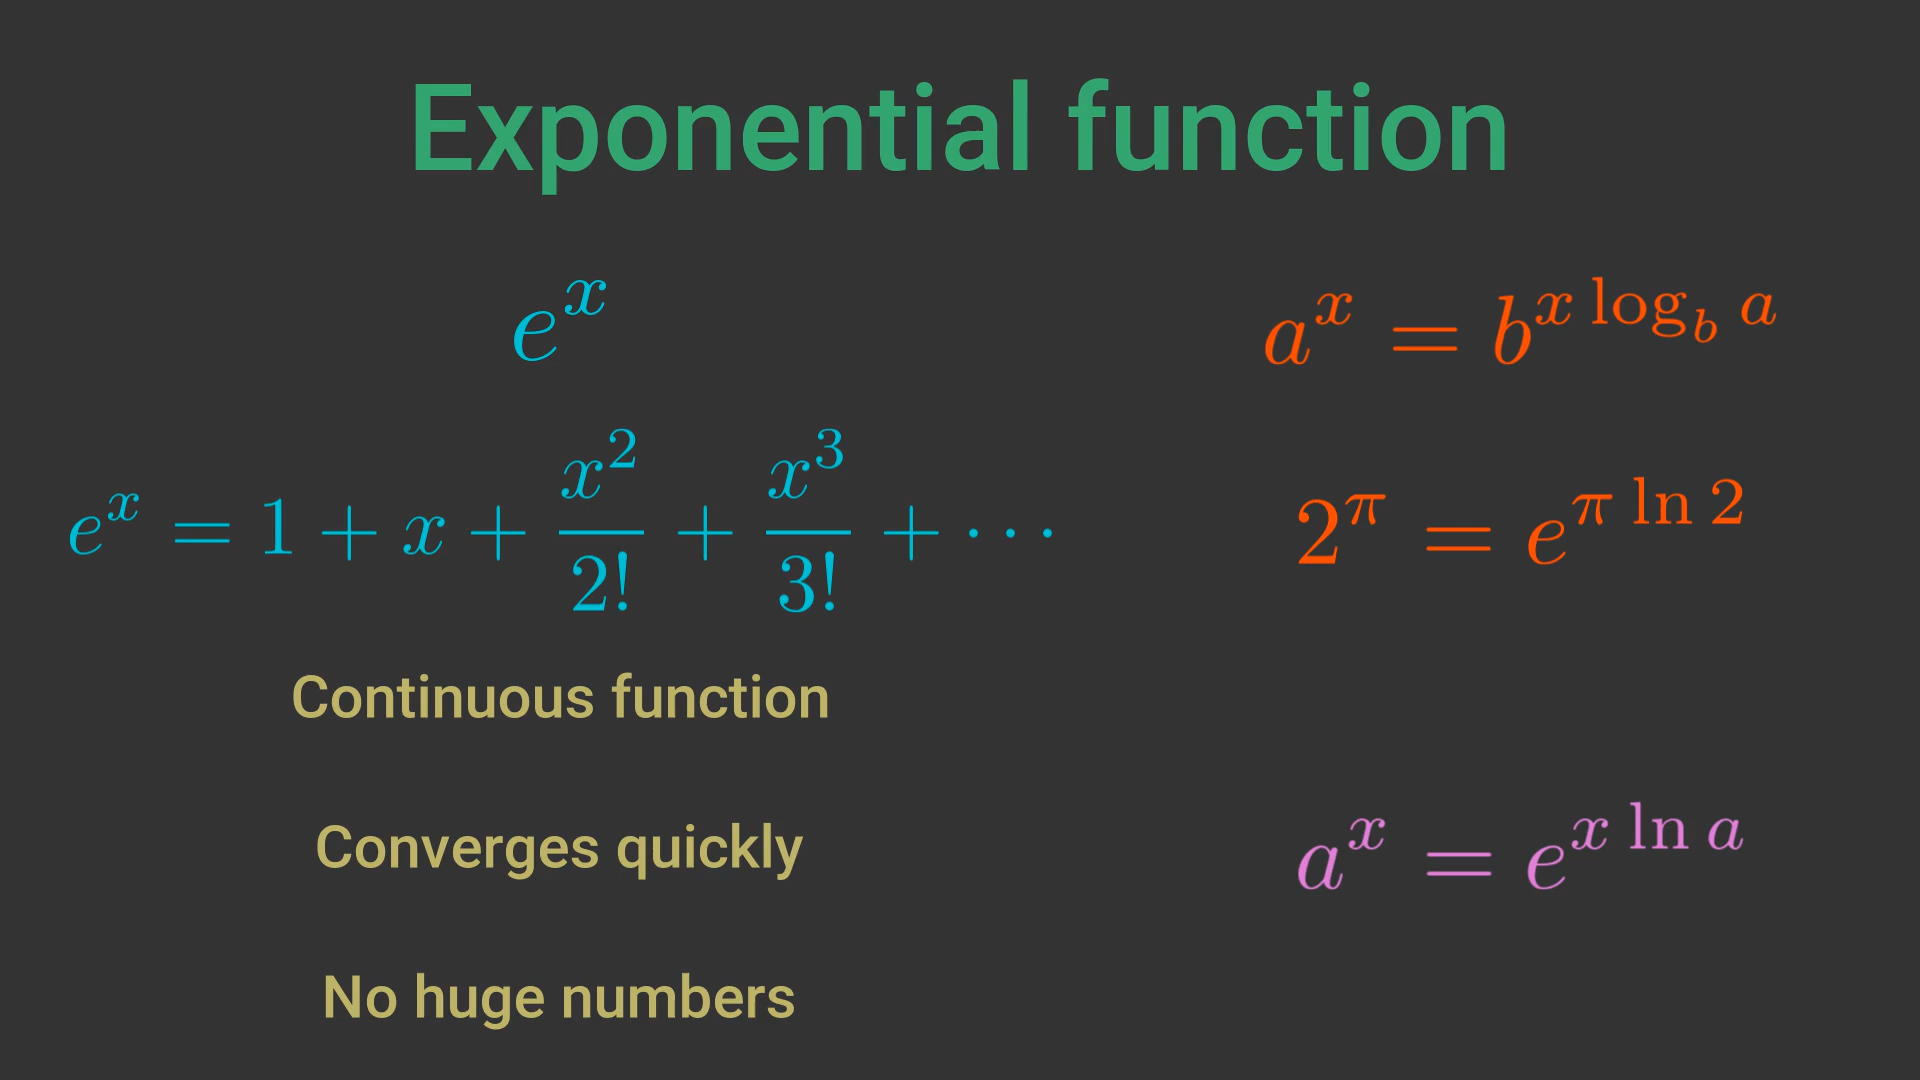 Exponential function
e^x
e^x = 1 + x + x^2/2! + x^3/3! + ···
Continuous function
Converges quickly
No huge numbers
a^x = b^{x log_b a}
2^π = e^{π ln 2}
a^x = e^{x ln a}